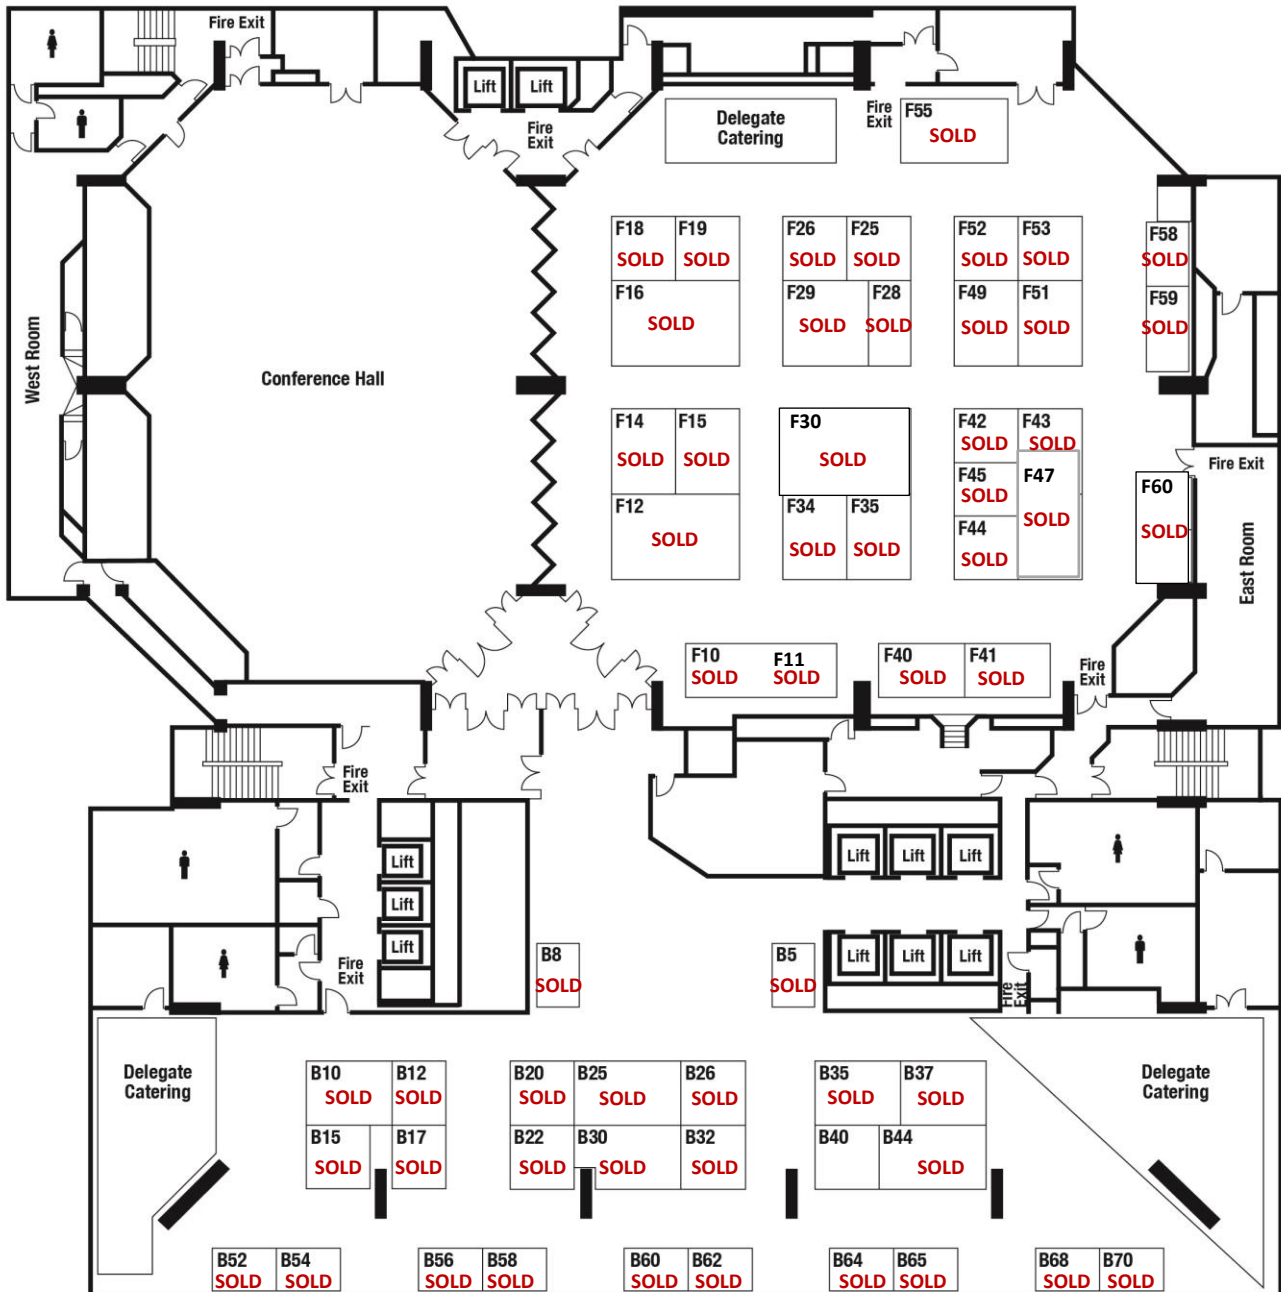 Fire Exit
Lift
Lift
Fire
Exit
Delegate
Catering
Fire
Exit
F55
SOLD
F18
SOLD
F19
SOLD
F26
SOLD
F25
SOLD
F52
SOLD
F53
SOLD
F58
SOLD
F16
SOLD
F29
SOLD
F28
SOLD
F49
SOLD
F51
SOLD
F59
SOLD
West Room
Conference Hall
F14
SOLD
F15
SOLD
F30
SOLD
F42
SOLD
F43
SOLD
F45
SOLD
F47
SOLD
Fire Exit
F60
SOLD
F12
SOLD
F34
SOLD
F35
SOLD
F44
SOLD
East Room
F10
SOLD
F11
SOLD
F40
SOLD
F41
SOLD
Fire
Exit
Fire
Exit
Lift
Lift
Lift
Lift
Lift
Lift
Fire
Exit
B8
SOLD
B5
SOLD
Lift
Lift
Lift
Fire
Exit
Delegate
Catering
B10
SOLD
B12
SOLD
B20
SOLD
B25
SOLD
B26
SOLD
B35
SOLD
B37
SOLD
Delegate
Catering
B15
SOLD
B17
SOLD
B22
SOLD
B30
SOLD
B32
SOLD
B40
B44
SOLD
B52
SOLD
B54
SOLD
B56
SOLD
B58
SOLD
B60
SOLD
B62
SOLD
B64
SOLD
B65
SOLD
B68
SOLD
B70
SOLD